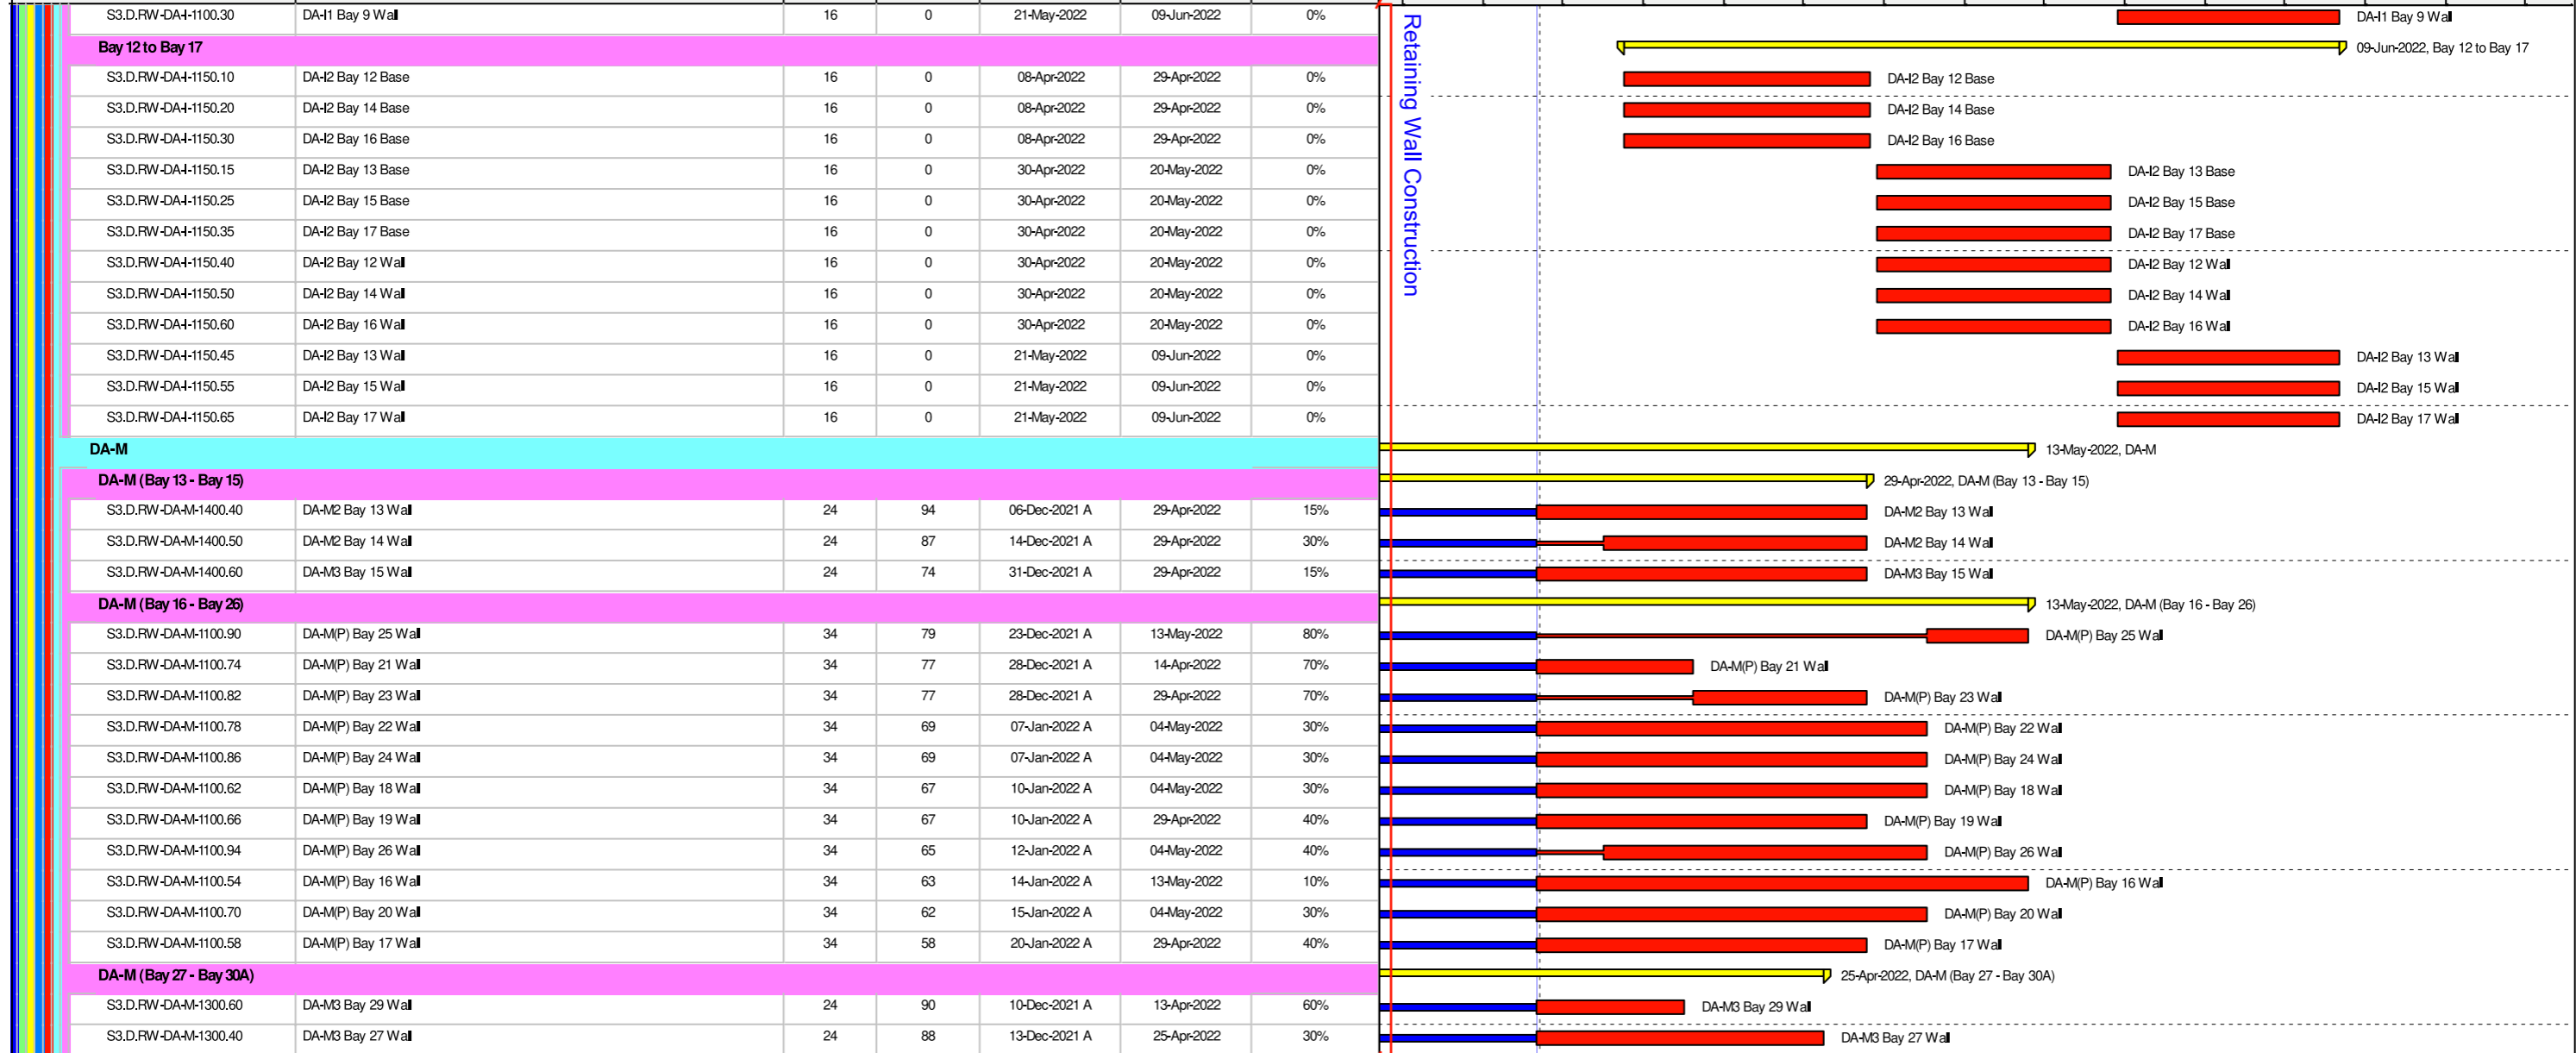 S3.D.RW-DA-I-1100.30 DA-I1 Bay 9 Wall 16 0 21-May-2022 09-Jun-2022 0% DA-I1 Bay 9 Wall
Bay 12 to Bay 17 09-Jun-2022, Bay 12 to Bay 17
S3.D.RW-DA-I-1150.10 DA-I2 Bay 12 Base 16 0 08-Apr-2022 29-Apr-2022 0% DA-I2 Bay 12 Base
S3.D.RW-DA-I-1150.20 DA-I2 Bay 14 Base 16 0 08-Apr-2022 29-Apr-2022 0% DA-I2 Bay 14 Base
S3.D.RW-DA-I-1150.30 DA-I2 Bay 16 Base 16 0 08-Apr-2022 29-Apr-2022 0% DA-I2 Bay 16 Base
S3.D.RW-DA-I-1150.15 DA-I2 Bay 13 Base 16 0 30-Apr-2022 20-May-2022 0% DA-I2 Bay 13 Base
S3.D.RW-DA-I-1150.25 DA-I2 Bay 15 Base 16 0 30-Apr-2022 20-May-2022 0% DA-I2 Bay 15 Base
S3.D.RW-DA-I-1150.35 DA-I2 Bay 17 Base 16 0 30-Apr-2022 20-May-2022 0% DA-I2 Bay 17 Base
S3.D.RW-DA-I-1150.40 DA-I2 Bay 12 Wall 16 0 30-Apr-2022 20-May-2022 0% DA-I2 Bay 12 Wall
S3.D.RW-DA-I-1150.50 DA-I2 Bay 14 Wall 16 0 30-Apr-2022 20-May-2022 0% DA-I2 Bay 14 Wall
S3.D.RW-DA-I-1150.60 DA-I2 Bay 16 Wall 16 0 30-Apr-2022 20-May-2022 0% DA-I2 Bay 16 Wall
S3.D.RW-DA-I-1150.45 DA-I2 Bay 13 Wall 16 0 21-May-2022 09-Jun-2022 0% DA-I2 Bay 13 Wall
S3.D.RW-DA-I-1150.55 DA-I2 Bay 15 Wall 16 0 21-May-2022 09-Jun-2022 0% DA-I2 Bay 15 Wall
S3.D.RW-DA-I-1150.65 DA-I2 Bay 17 Wall 16 0 21-May-2022 09-Jun-2022 0% DA-I2 Bay 17 Wall
DA-M 13-May-2022, DA-M
DA-M (Bay 13 - Bay 15) 29-Apr-2022, DA-M (Bay 13 - Bay 15)
S3.D.RW-DA-M-1400.40 DA-M2 Bay 13 Wall 24 94 06-Dec-2021 A 29-Apr-2022 15% DA-M2 Bay 13 Wall
S3.D.RW-DA-M-1400.50 DA-M2 Bay 14 Wall 24 87 14-Dec-2021 A 29-Apr-2022 30% DA-M2 Bay 14 Wall
S3.D.RW-DA-M-1400.60 DA-M3 Bay 15 Wall 24 74 31-Dec-2021 A 29-Apr-2022 15% DA-M3 Bay 15 Wall
DA-M (Bay 16 - Bay 26) 13-May-2022, DA-M (Bay 16 - Bay 26)
S3.D.RW-DA-M-1100.90 DA-M(P) Bay 25 Wall 34 79 23-Dec-2021 A 13-May-2022 80% DA-M(P) Bay 25 Wall
S3.D.RW-DA-M-1100.74 DA-M(P) Bay 21 Wall 34 77 28-Dec-2021 A 14-Apr-2022 70% DA-M(P) Bay 21 Wall
S3.D.RW-DA-M-1100.82 DA-M(P) Bay 23 Wall 34 77 28-Dec-2021 A 29-Apr-2022 70% DA-M(P) Bay 23 Wall
S3.D.RW-DA-M-1100.78 DA-M(P) Bay 22 Wall 34 69 07-Jan-2022 A 04-May-2022 30% DA-M(P) Bay 22 Wall
S3.D.RW-DA-M-1100.86 DA-M(P) Bay 24 Wall 34 69 07-Jan-2022 A 04-May-2022 30% DA-M(P) Bay 24 Wall
S3.D.RW-DA-M-1100.62 DA-M(P) Bay 18 Wall 34 67 10-Jan-2022 A 04-May-2022 30% DA-M(P) Bay 18 Wall
S3.D.RW-DA-M-1100.66 DA-M(P) Bay 19 Wall 34 67 10-Jan-2022 A 29-Apr-2022 40% DA-M(P) Bay 19 Wall
S3.D.RW-DA-M-1100.94 DA-M(P) Bay 26 Wall 34 65 12-Jan-2022 A 04-May-2022 40% DA-M(P) Bay 26 Wall
S3.D.RW-DA-M-1100.54 DA-M(P) Bay 16 Wall 34 63 14-Jan-2022 A 13-May-2022 10% DA-M(P) Bay 16 Wall
S3.D.RW-DA-M-1100.70 DA-M(P) Bay 20 Wall 34 62 15-Jan-2022 A 04-May-2022 30% DA-M(P) Bay 20 Wall
S3.D.RW-DA-M-1100.58 DA-M(P) Bay 17 Wall 34 58 20-Jan-2022 A 29-Apr-2022 40% DA-M(P) Bay 17 Wall
DA-M (Bay 27 - Bay 30A) 25-Apr-2022, DA-M (Bay 27 - Bay 30A)
S3.D.RW-DA-M-1300.60 DA-M3 Bay 29 Wall 24 90 10-Dec-2021 A 13-Apr-2022 60% DA-M3 Bay 29 Wall
S3.D.RW-DA-M-1300.40 DA-M3 Bay 27 Wall 24 88 13-Dec-2021 A 25-Apr-2022 30% DA-M3 Bay 27 Wall
Retaining Wall Construction